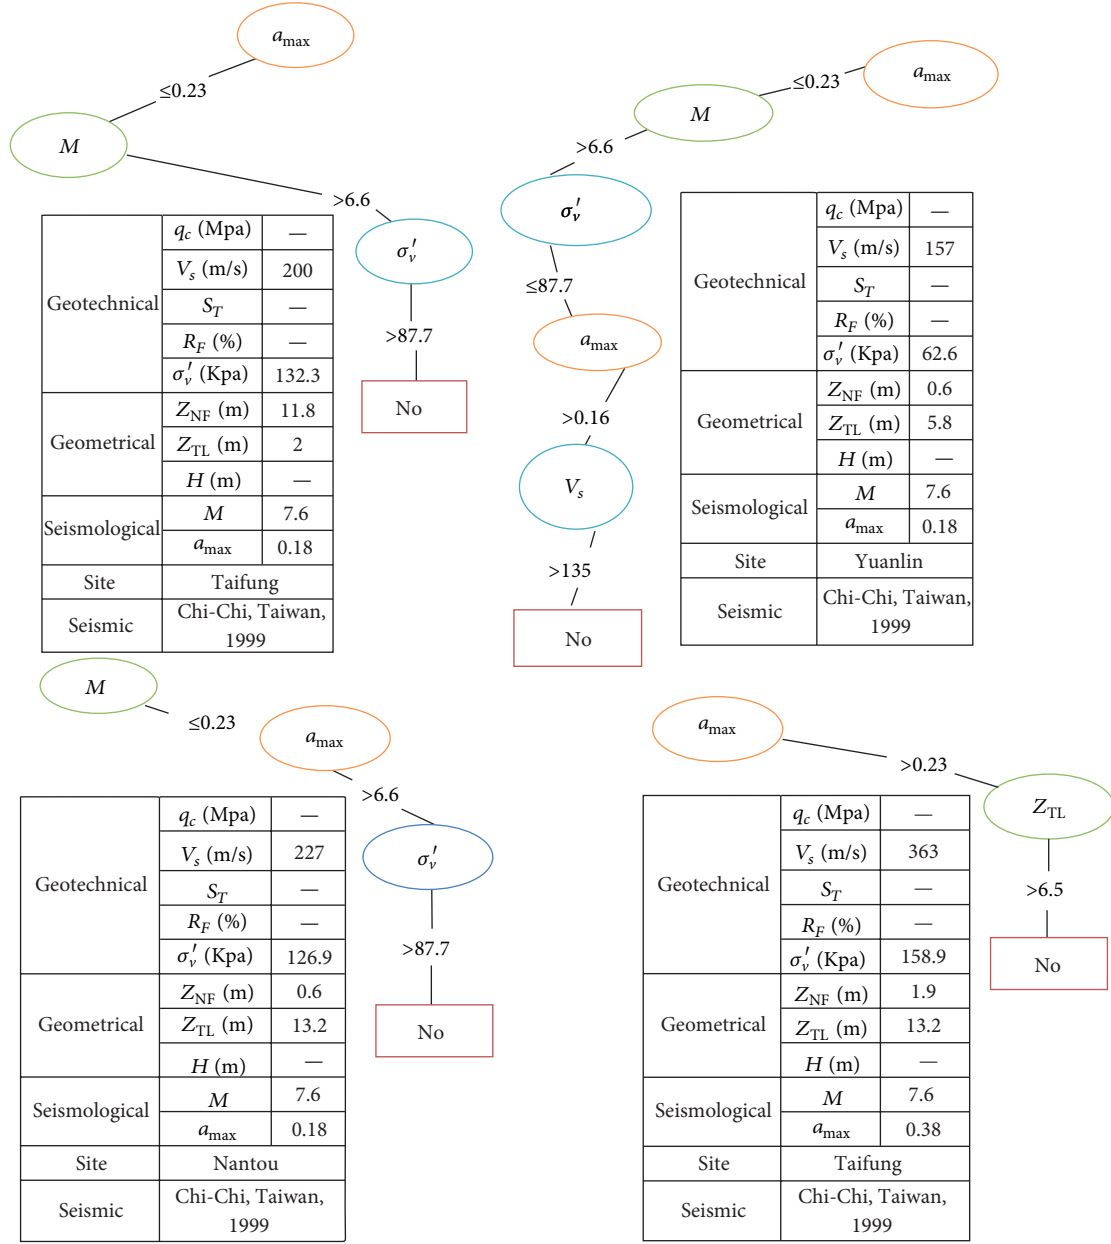 a_max
≤0.23
M
>6.6
σ′_v
>87.7
No
Geotechnical
q_c (Mpa) —
V_s (m/s) 200
S_T —
R_F (%) —
σ′_v (Kpa) 132.3
Geometrical
Z_NF (m) 11.8
Z_TL (m) 2
H (m) —
Seismological
M 7.6
a_max 0.18
Site Taifung
Seismic
Chi-Chi, Taiwan,
1999
a_max
≤0.23
M
>6.6
σ′_v
≤87.7
a_max
>0.16
V_s
>135
No
Geotechnical
q_c (Mpa) —
V_s (m/s) 157
S_T —
R_F (%) —
σ′_v (Kpa) 62.6
Geometrical
Z_NF (m) 0.6
Z_TL (m) 5.8
H (m) —
Seismological
M 7.6
a_max 0.18
Site Yuanlin
Seismic
Chi-Chi, Taiwan,
1999
M
≤0.23
a_max
>6.6
σ′_v
>87.7
No
Geotechnical
q_c (Mpa) —
V_s (m/s) 227
S_T —
R_F (%) —
σ′_v (Kpa) 126.9
Geometrical
Z_NF (m) 0.6
Z_TL (m) 13.2
H (m) —
Seismological
M 7.6
a_max 0.18
Site Nantou
Seismic
Chi-Chi, Taiwan,
1999
a_max
>0.23
Z_TL
>6.5
No
Geotechnical
q_c (Mpa) —
V_s (m/s) 363
S_T —
R_F (%) —
σ′_v (Kpa) 158.9
Geometrical
Z_NF (m) 1.9
Z_TL (m) 13.2
H (m) —
Seismological
M 7.6
a_max 0.38
Site Taifung
Seismic
Chi-Chi, Taiwan,
1999